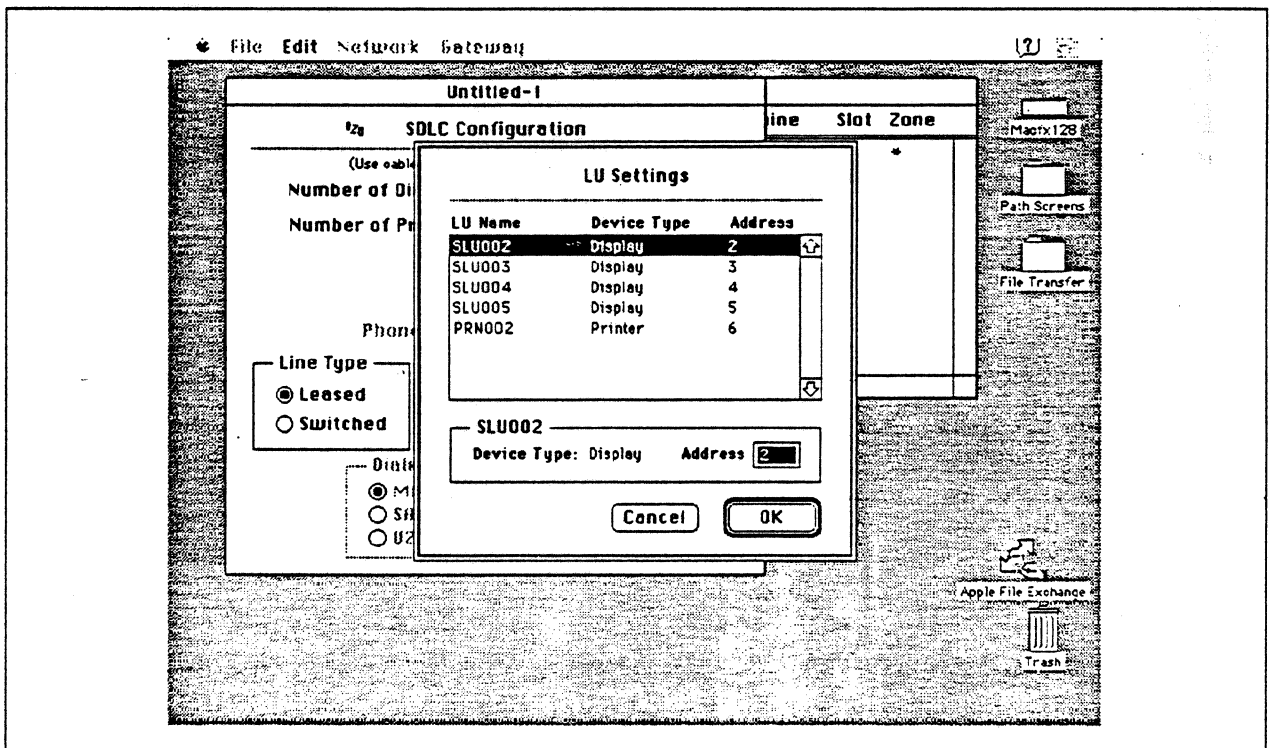 File Edit Network Gateway
Untitled-1
SDLC Configuration
ine Slot Zone
*
(Use cable
Number of Di
Number of Pr
Phone
Line Type
Leased
Switched
LU Settings
LU Name Device Type Address
SLU002 Display 2
SLU003 Display 3
SLU004 Display 4
SLU005 Display 5
PRN002 Printer 6
SLU002
Device Type: Display Address 2
Cancel OK
Macfx128
Path Screens
File Transfer
Apple File Exchange
Trash